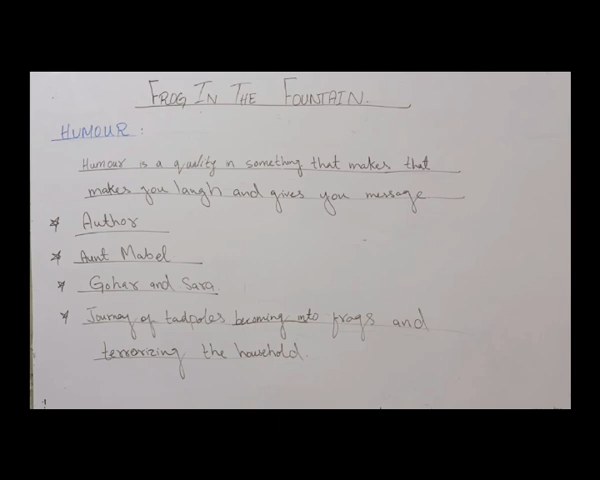 FROG IN THE FOUNTAIN.
HUMOUR :
Humour is a quality in something that makes that
makes you laugh and gives you message
* Author
* Aunt Mabel
* Gohar and Sara
* Journey of tadpoles becoming into frogs and
terrorizing the household.